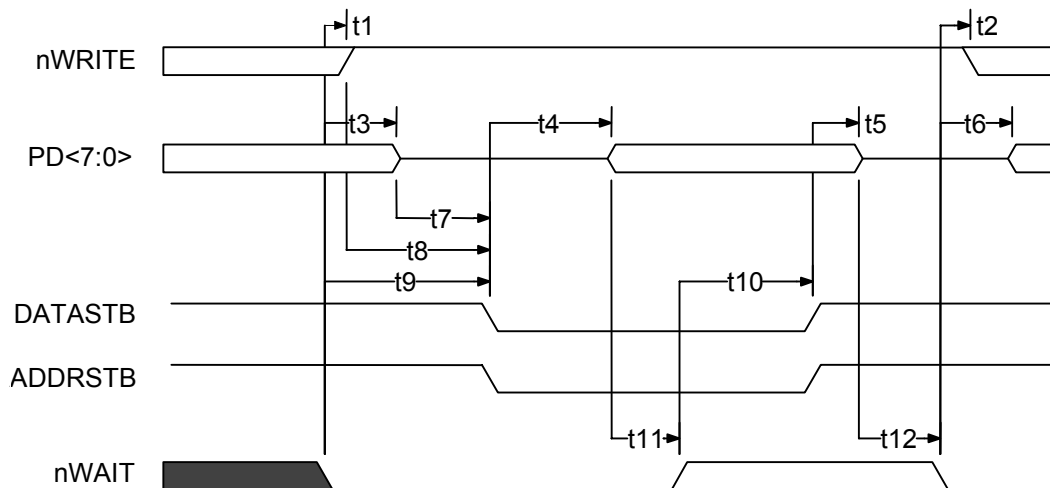 t1 t2
nWRITE
t3 t4 t5 t6
PD<7:0>
t7
t8
t9 t10
DATASTB
ADDRSTB
t11 t12
nWAIT